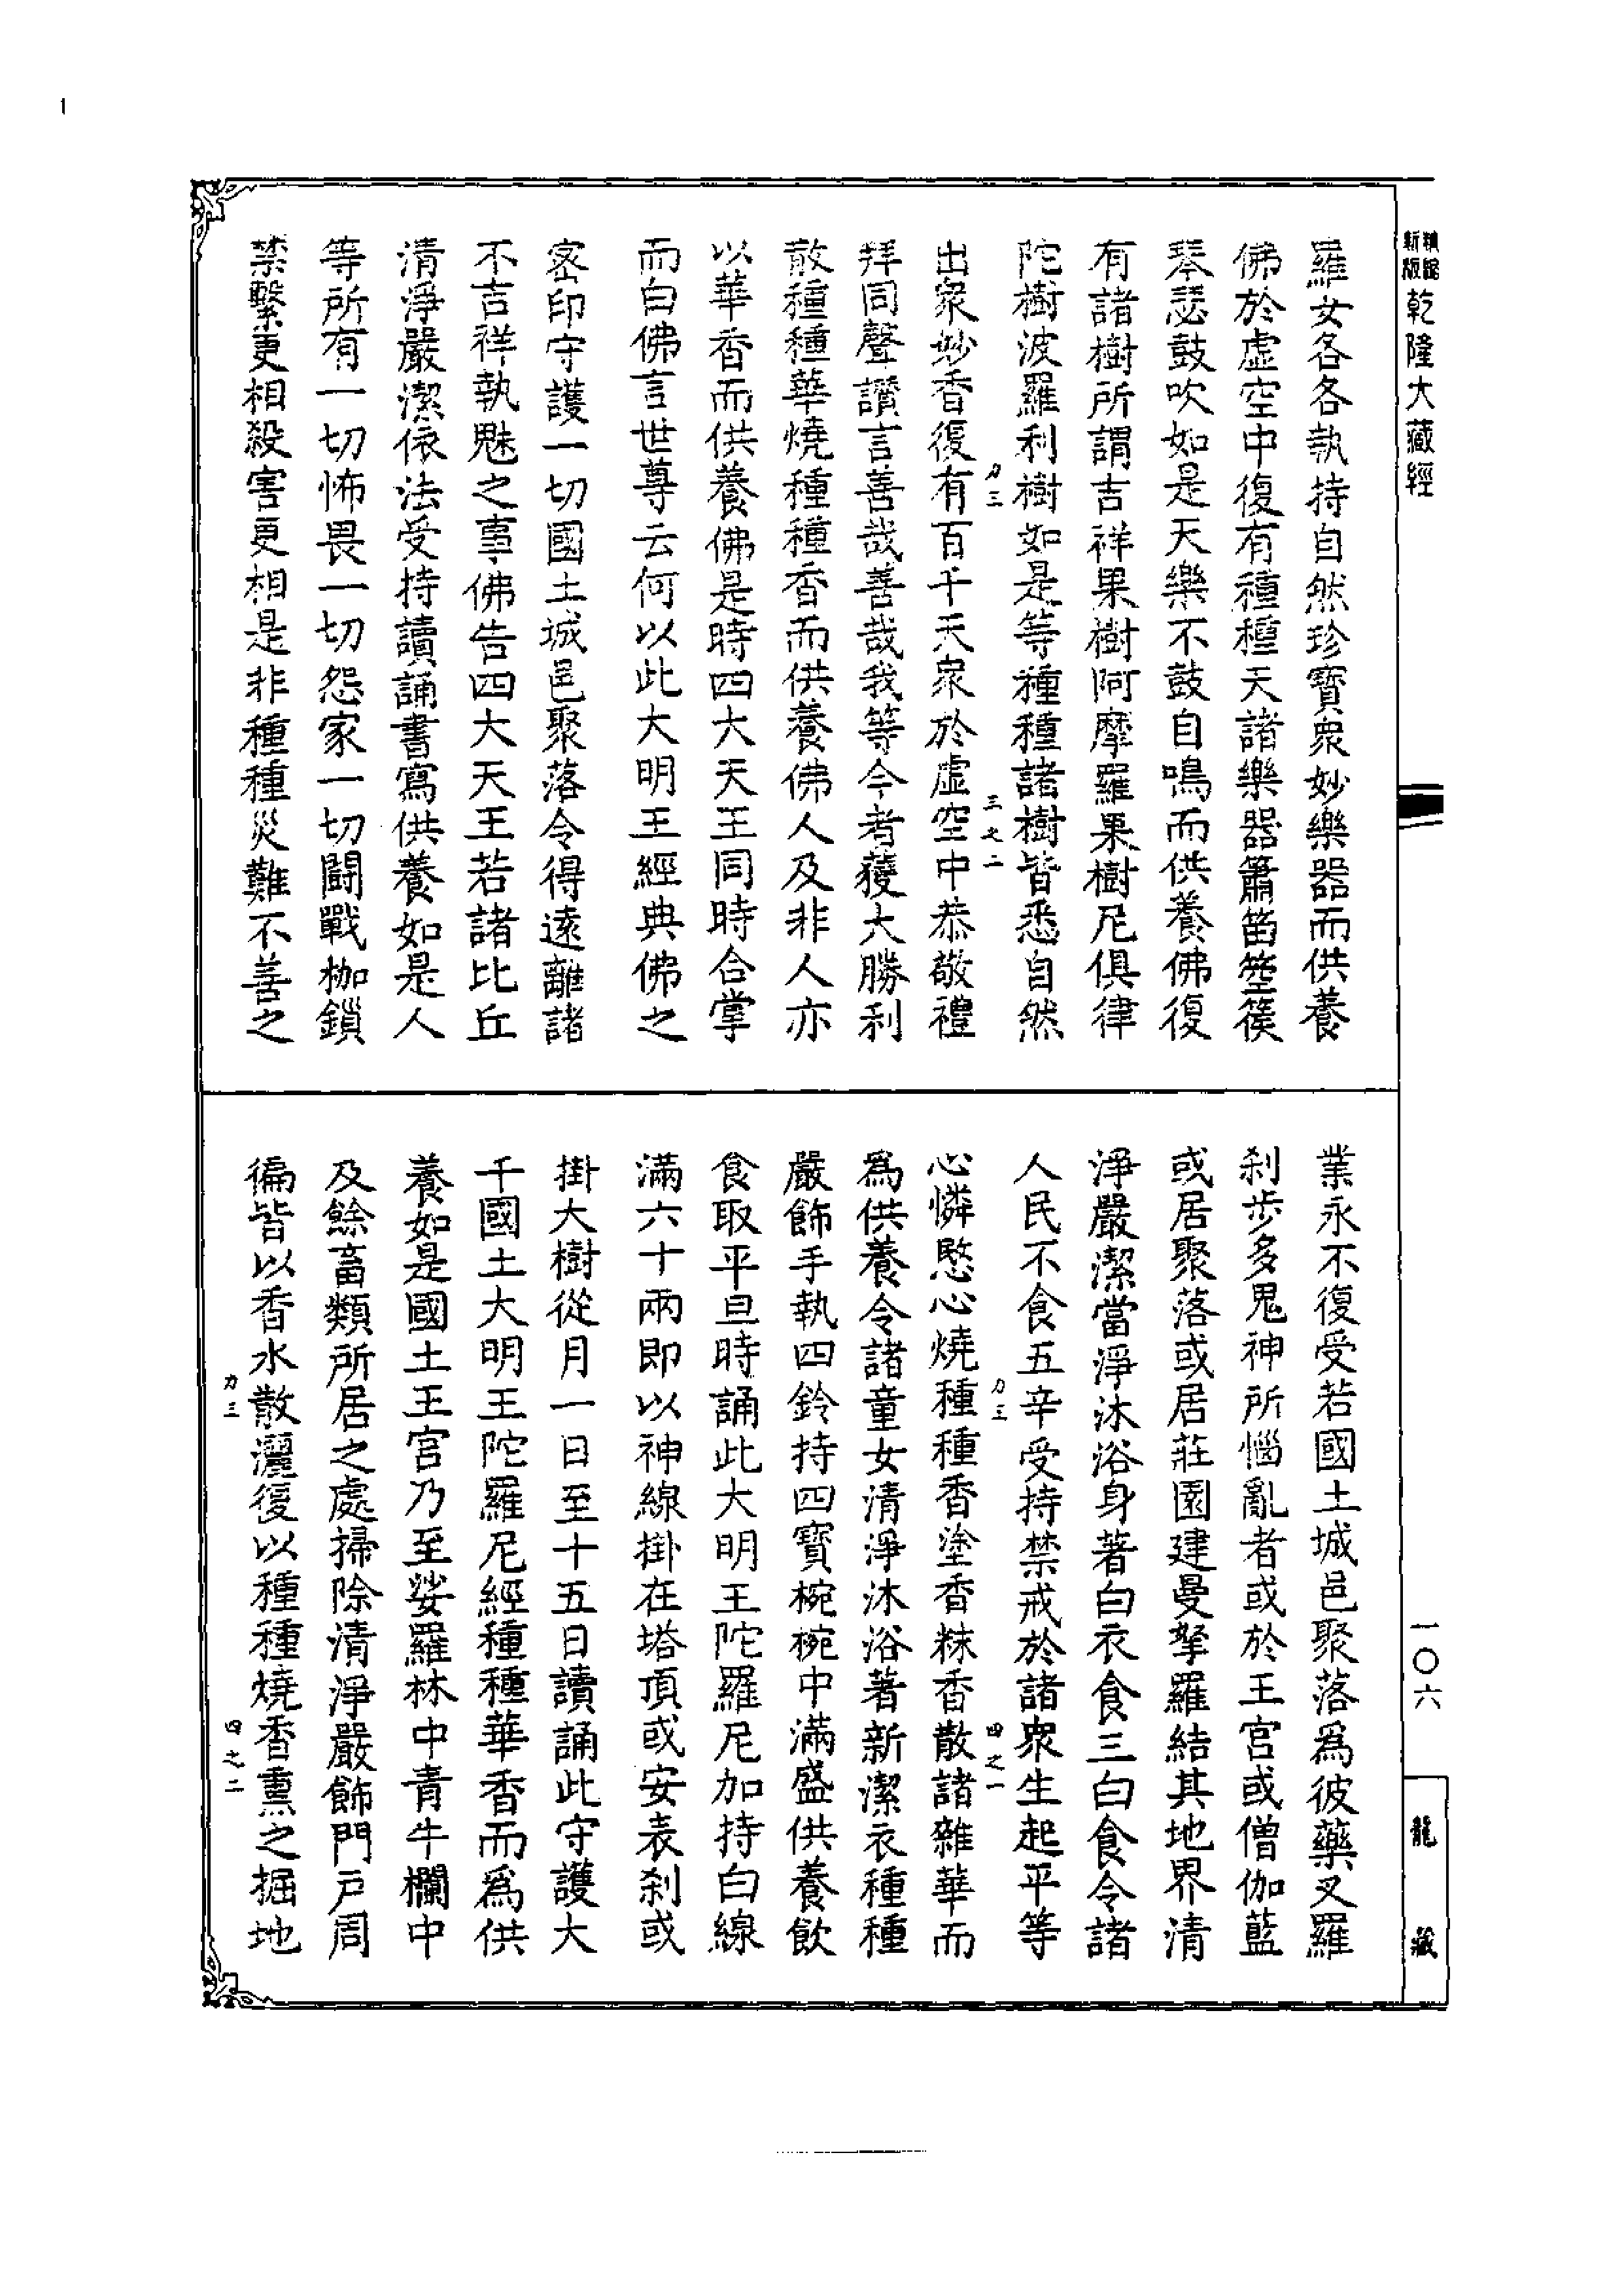 1
新版
乾隆大藏經
羅女各各執持自然珍寶衆妙樂器而供養
佛於虛空中復有種種天諸樂器簫笛箜篌
琴瑟鼓吹如是天樂不鼓自鳴而供養佛復
有諸樹所謂吉祥果樹阿摩羅果樹尼俱律
陀樹波羅利樹如是等種種諸樹皆悉自然
力三 三之二
出衆妙香復有百千天衆於虛空中恭敬禮
拜同聲讚言善哉善哉我等今者獲大勝利
散種種華燒種種香而供養佛人及非人亦
以華香而供養佛是時四大天王同時合掌
而白佛言世尊云何以此大明王經典佛之
密印守護一切國土城邑聚落令得遠離諸
不吉祥執魅之事佛告四大天王若諸比丘
清淨嚴潔依法受持讀誦書寫供養如是人
等所有一切怖畏一切怨家一切鬭戰枷鎖
禁繫更相殺害更相是非種種災難不善之
業永不復受若國土城邑聚落爲彼藥叉羅
刹步多鬼神所惱亂者或於王宮或僧伽藍
或居聚落或居莊園建曼拏羅結其地界清
淨嚴潔當淨沐浴身著白衣食三白食令諸
人民不食五辛受持禁戒於諸衆生起平等
力三 四之一
心憐愍心燒種種香塗香粖香散諸雜華而
爲供養令諸童女清淨沐浴著新潔衣種種
嚴飾手執四鈴持四寶椀椀中滿盛供養飲
食取平旦時誦此大明王陀羅尼加持白線
滿六十兩即以神線掛在塔頂或安表刹或
掛大樹從月一日至十五日讀誦此守護大
千國土大明王陀羅尼經種種華香而爲供
養如是國土王宮乃至娑羅林中青牛欄中
及餘畜類所居之處掃除清淨嚴飾門戶周
徧皆以香水散灑復以種種燒香熏之掘地
力三 四之二
一〇六
龍藏